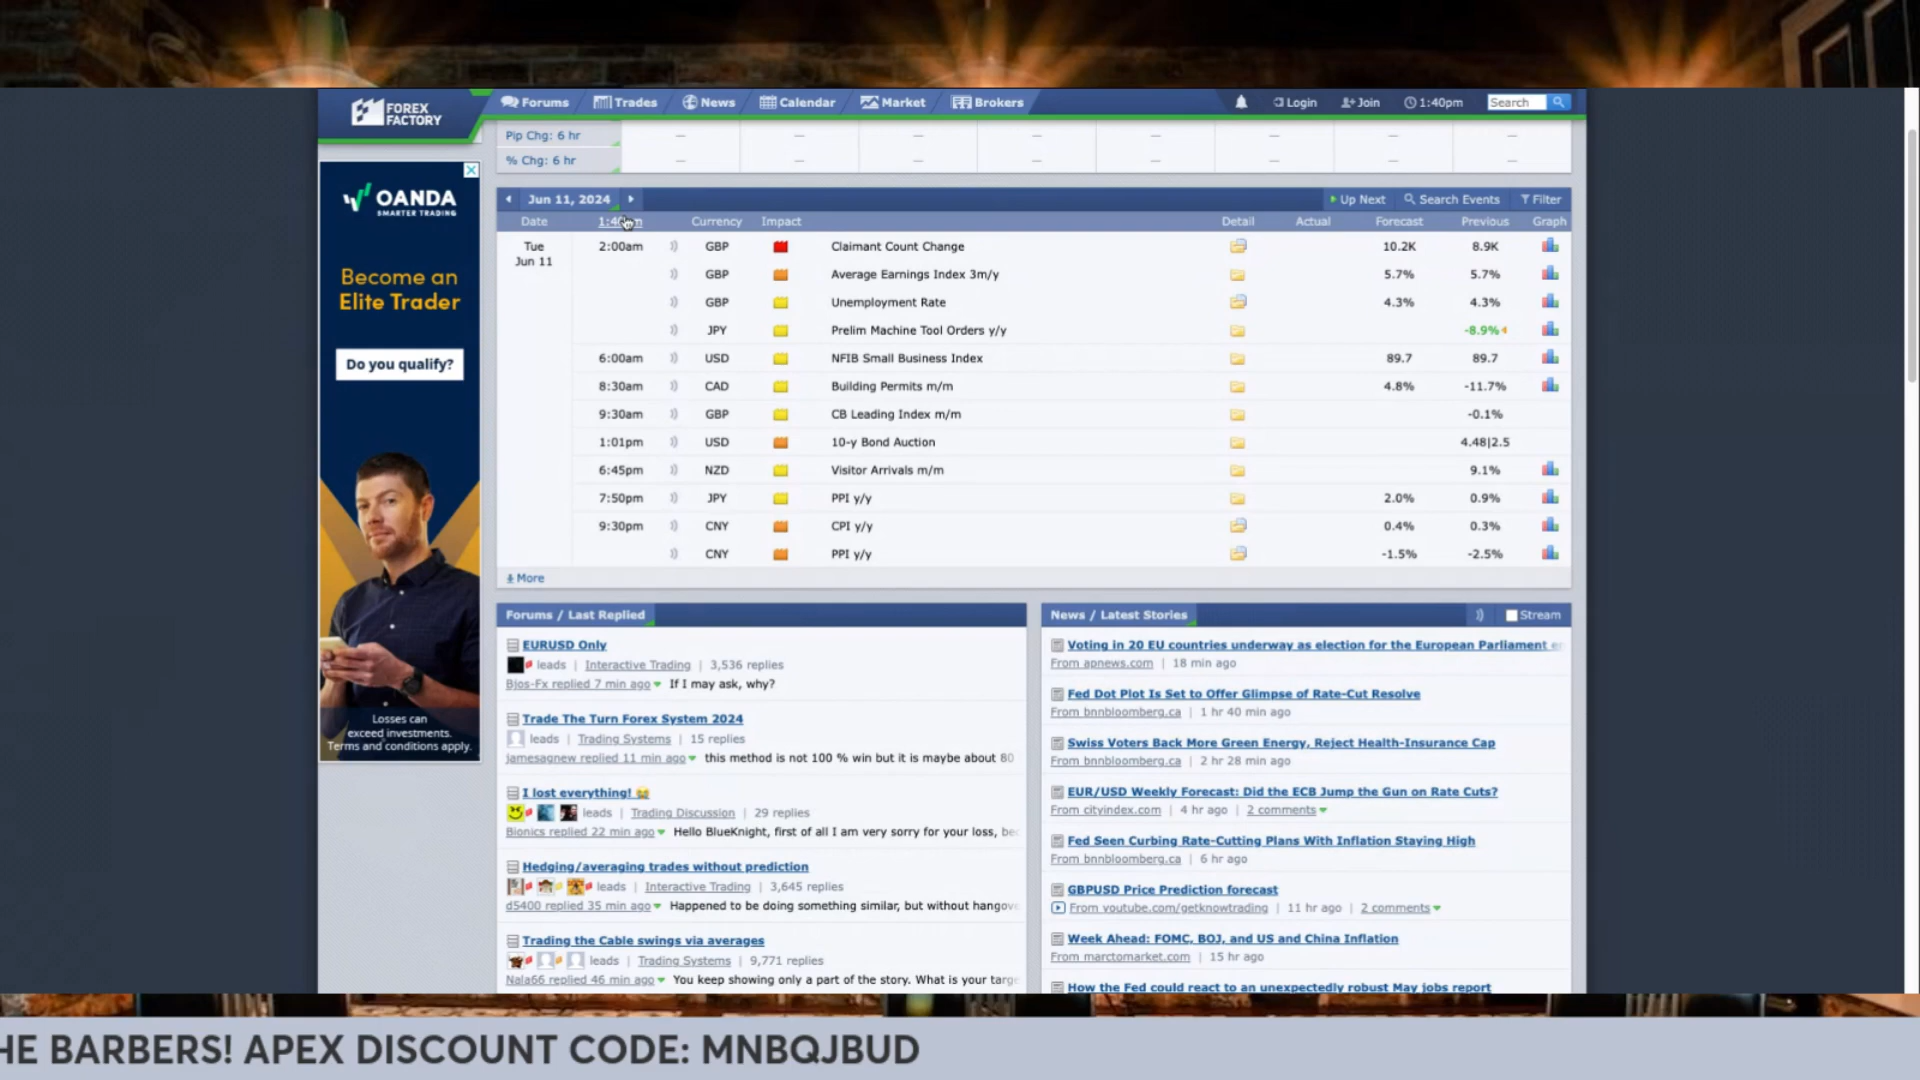 FOREX
FACTORY
Forums Trades News Calendar Market Brokers
Login Join 1:40pm Search
Pip Chg: 6 hr — — — — — — — —
% Chg: 6 hr — — — — — — — —
OANDA
SMARTER TRADING
Become an
Elite Trader
Do you qualify?
Losses can
exceed investments.
Terms and conditions apply.
Jun 11, 2024 Up Next Search Events Filter
Date 1:40pm Currency Impact Detail Actual Forecast Previous Graph
Tue 2:00am GBP Claimant Count Change 10.2K 8.9K
Jun 11
GBP Average Earnings Index 3m/y 5.7% 5.7%
GBP Unemployment Rate 4.3% 4.3%
JPY Prelim Machine Tool Orders y/y -8.9%
6:00am USD NFIB Small Business Index 89.7 89.7
8:30am CAD Building Permits m/m 4.8% -11.7%
9:30am GBP CB Leading Index m/m -0.1%
1:01pm USD 10-y Bond Auction 4.48|2.5
6:45pm NZD Visitor Arrivals m/m 9.1%
7:50pm JPY PPI y/y 2.0% 0.9%
9:30pm CNY CPI y/y 0.4% 0.3%
CNY PPI y/y -1.5% -2.5%
More
Forums / Last Replied
EURUSD Only
leads | Interactive Trading | 3,536 replies
Bjos-Fx replied 7 min ago If I may ask, why?
Trade The Turn Forex System 2024
leads | Trading Systems | 15 replies
jamesagnew replied 11 min ago this method is not 100 % win but it is maybe about 80
I lost everything! 😭
leads | Trading Discussion | 29 replies
Bionics replied 22 min ago Hello BlueKnight, first of all I am very sorry for your loss, bec
Hedging/averaging trades without prediction
leads | Interactive Trading | 3,645 replies
d5400 replied 35 min ago Happened to be doing something similar, but without hangov
Trading the Cable swings via averages
leads | Trading Systems | 9,771 replies
Nala66 replied 46 min ago You keep showing only a part of the story. What is your targ
News / Latest Stories Stream
Voting in 20 EU countries underway as election for the European Parliament e
From apnews.com | 18 min ago
Fed Dot Plot Is Set to Offer Glimpse of Rate-Cut Resolve
From bnnbloomberg.ca | 1 hr 40 min ago
Swiss Voters Back More Green Energy, Reject Health-Insurance Cap
From bnnbloomberg.ca | 2 hr 28 min ago
EUR/USD Weekly Forecast: Did the ECB Jump the Gun on Rate Cuts?
From cityindex.com | 4 hr ago | 2 comments
Fed Seen Curbing Rate-Cutting Plans With Inflation Staying High
From bnnbloomberg.ca | 6 hr ago
GBPUSD Price Prediction forecast
From youtube.com/getknowtrading | 11 hr ago | 2 comments
Week Ahead: FOMC, BOJ, and US and China Inflation
From marctomarket.com | 15 hr ago
How the Fed could react to an unexpectedly robust May jobs report
HE BARBERS! APEX DISCOUNT CODE: MNBQJBUD